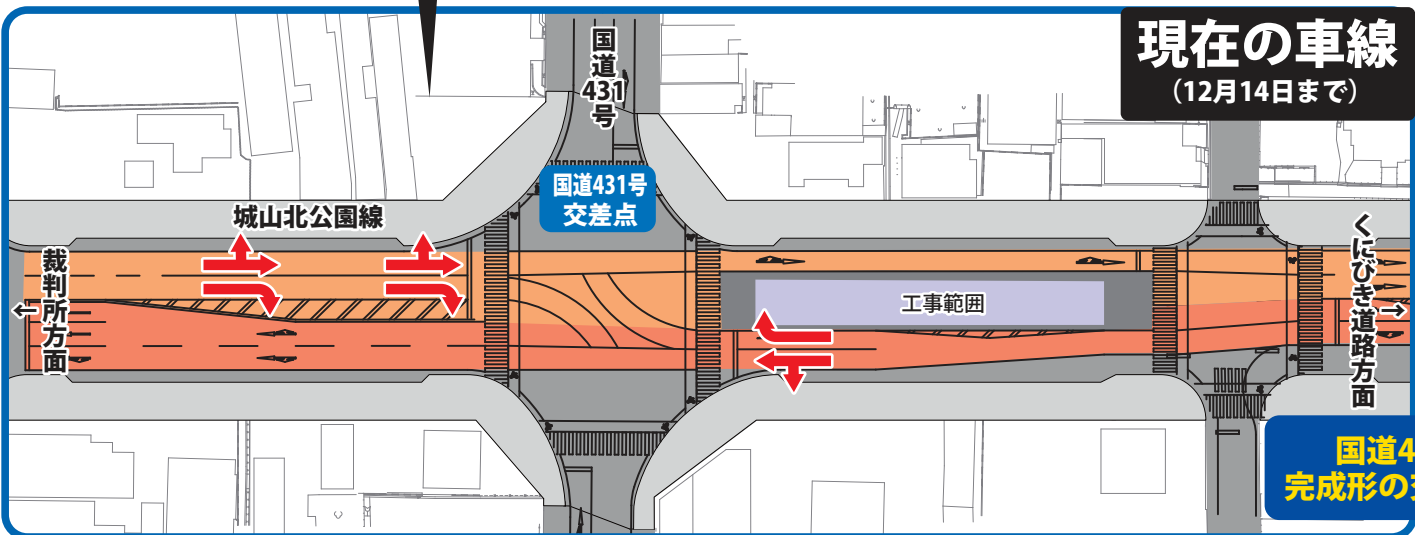 現在の車線
(12月14日まで)
国道431号
国道431号
交差点
城山北公園線
裁判所方面
←
工事範囲
くにびき道路方面
→
国道4
完成形の